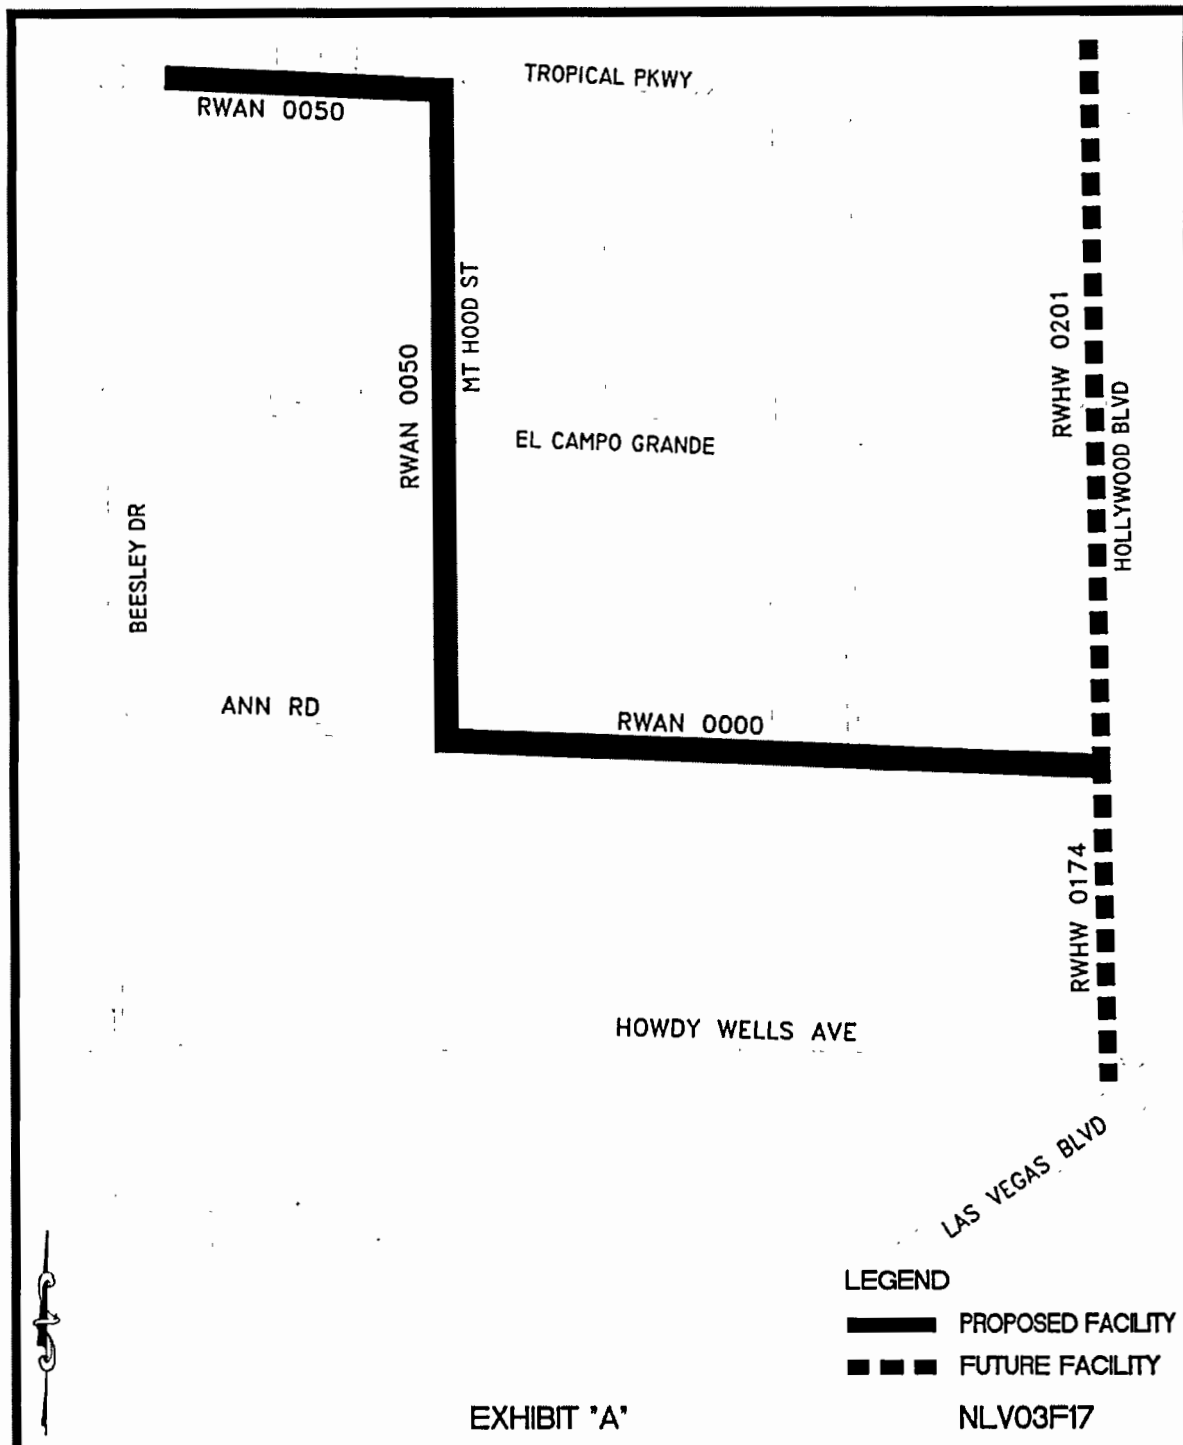 TROPICAL PKWY
RWAN 0050
MT HOOD ST
RWAN 0050
RWHW 0201
HOLLYWOOD BLVD
EL CAMPO GRANDE
BEESLEY DR
ANN RD
RWAN 0000
RWHW 0174
HOWDY WELLS AVE
LAS VEGAS BLVD
LEGEND
PROPOSED FACILITY
FUTURE FACILITY
EXHIBIT "A"
NLV03F17